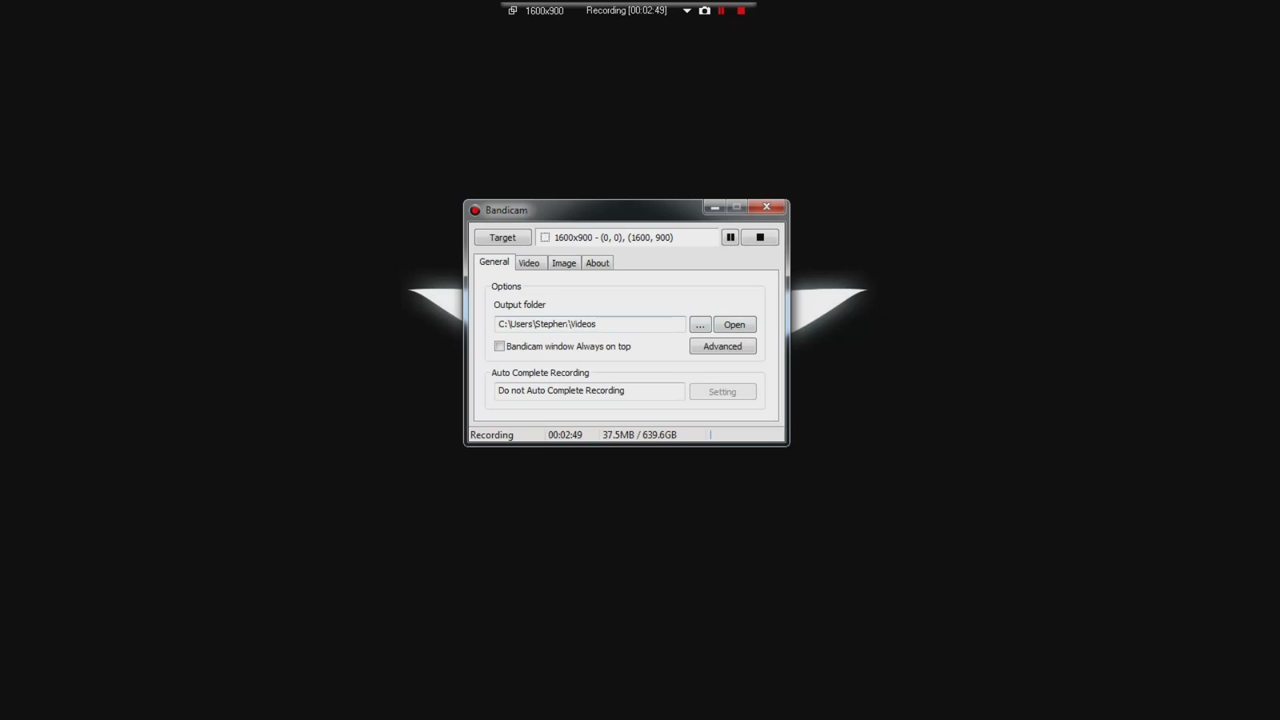 1600x900 Recording [00:02:49]
Bandicam
Target 1600x900 - (0, 0), (1600, 900)
General Video Image About
Options
Output folder
C:\Users\Stephen\Videos ... Open
Bandicam window Always on top Advanced
Auto Complete Recording
Do not Auto Complete Recording Setting
Recording 00:02:49 37.5MB / 639.6GB